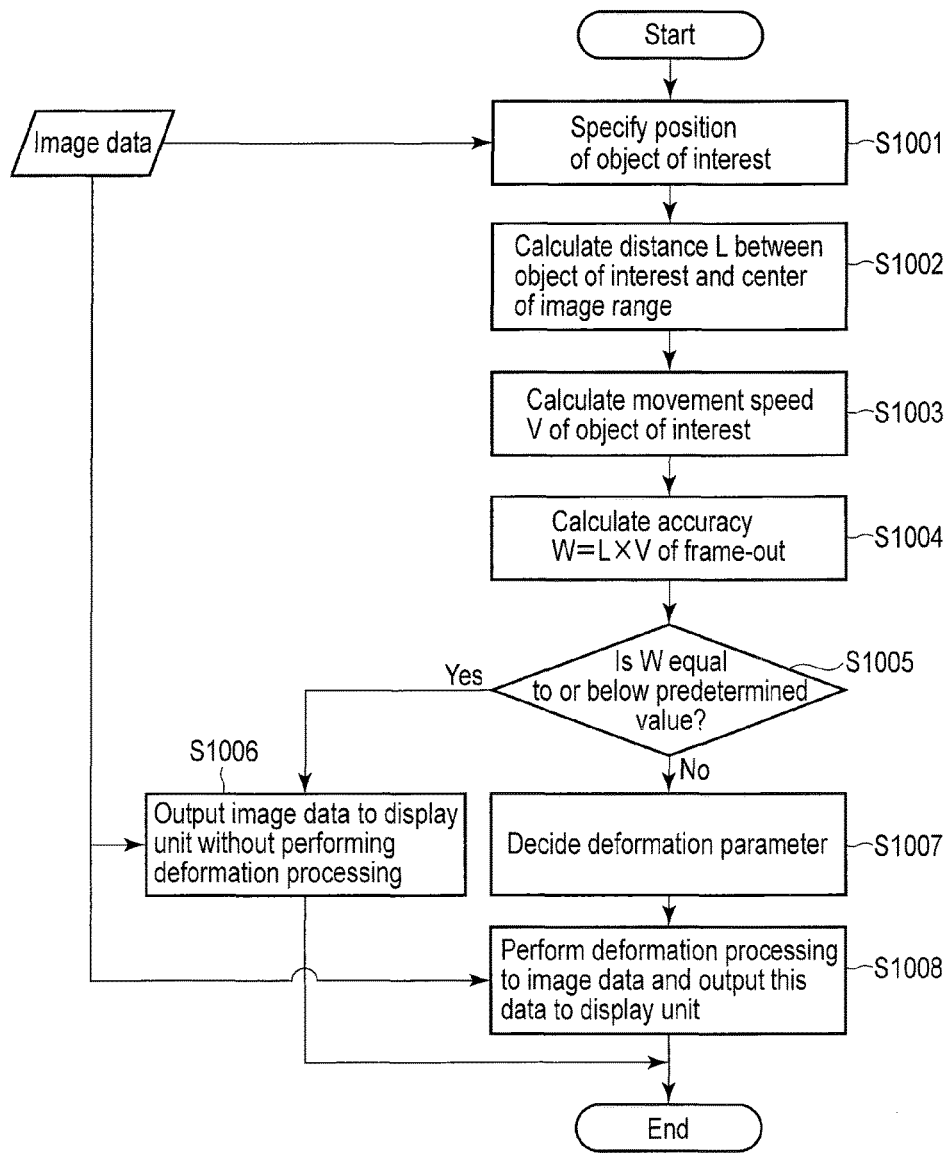 Start
Image data
Specify position
of object of interest
S1001
Calculate distance L between
object of interest and center
of image range
S1002
Calculate movement speed
V of object of interest
S1003
Calculate accuracy
W=L×V of frame-out
S1004
Is W equal
to or below predetermined
value?
S1005
Yes
No
S1006
Output image data to display
unit without performing
deformation processing
Decide deformation parameter
S1007
Perform deformation processing
to image data and output this
data to display unit
S1008
End